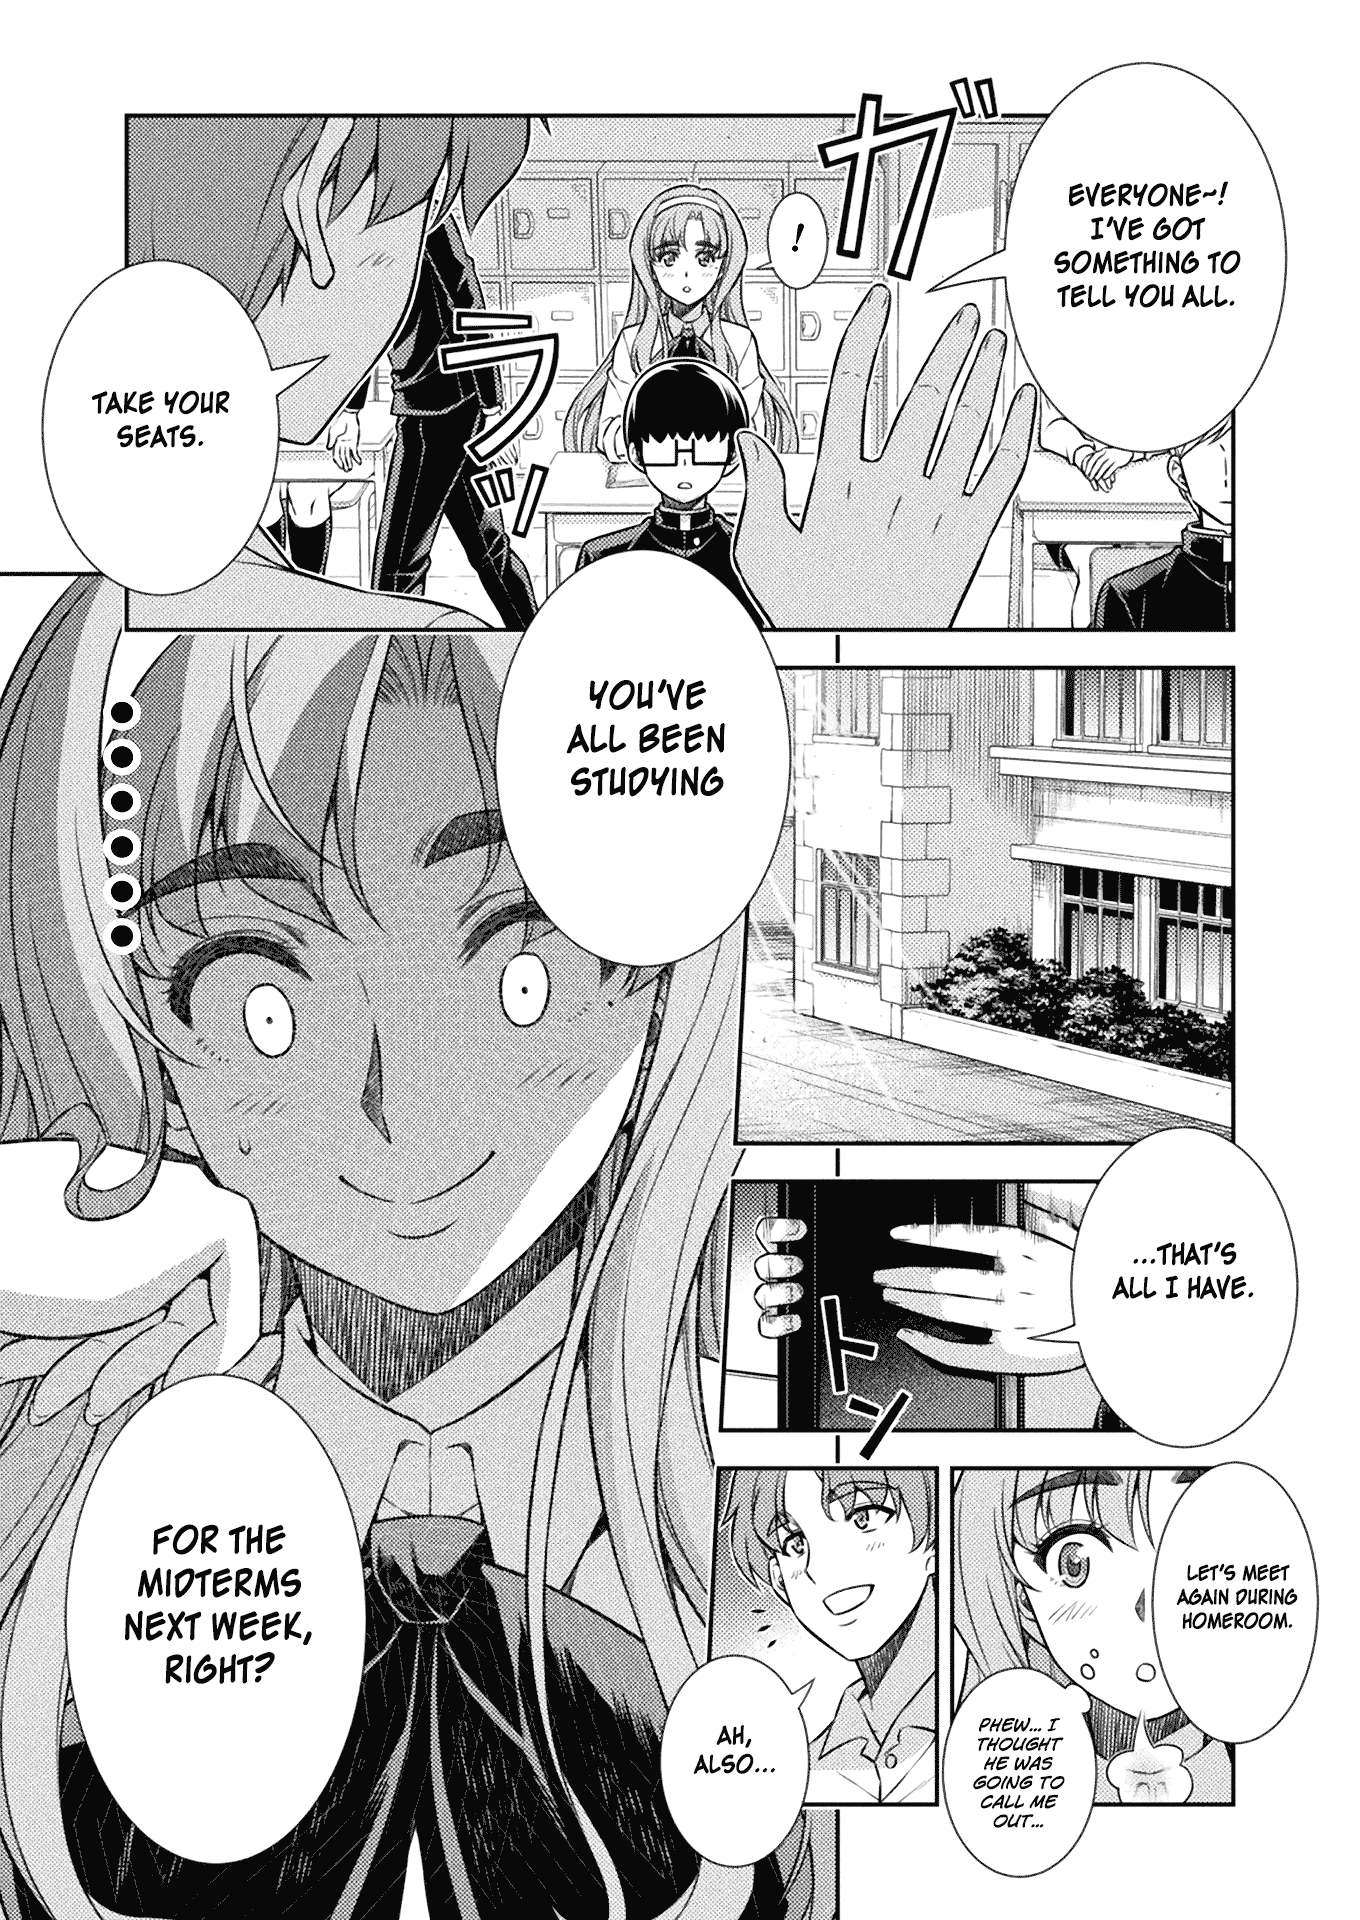 EVERYONE~!
I'VE GOT
SOMETHING TO
TELL YOU ALL.
ガ
ラッ
!
TAKE YOUR
SEATS.
...THAT'S
ALL I HAVE.
トン
LET'S MEET
AGAIN DURING
HOMEROOM.
PHEW... I
THOUGHT
HE WAS
GOING TO
CALL ME
OUT...
AH,
ALSO...
YOU'VE
ALL BEEN
STUDYING
FOR THE
MIDTERMS
NEXT WEEK,
RIGHT?